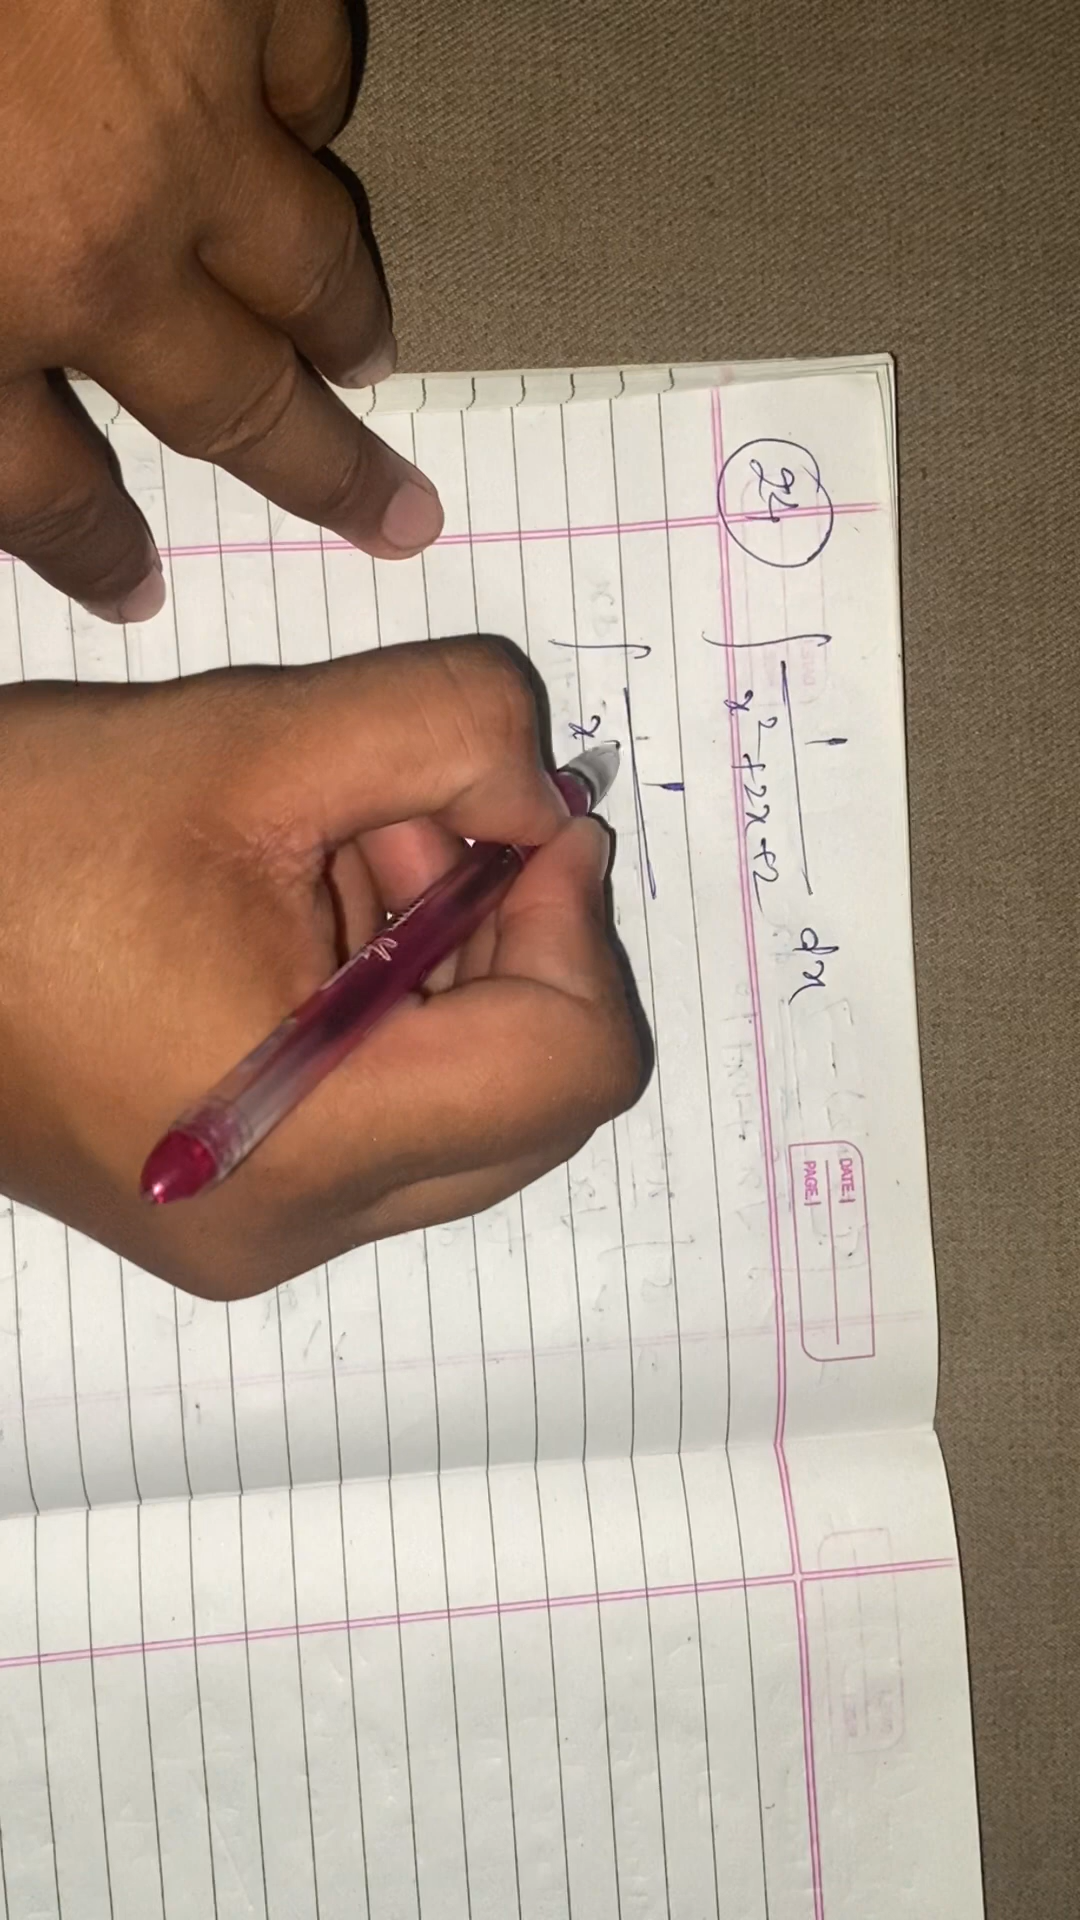 24
∫ 1/(x² + 2x + 2) dx
∫ 1/x
DATE:
PAGE: